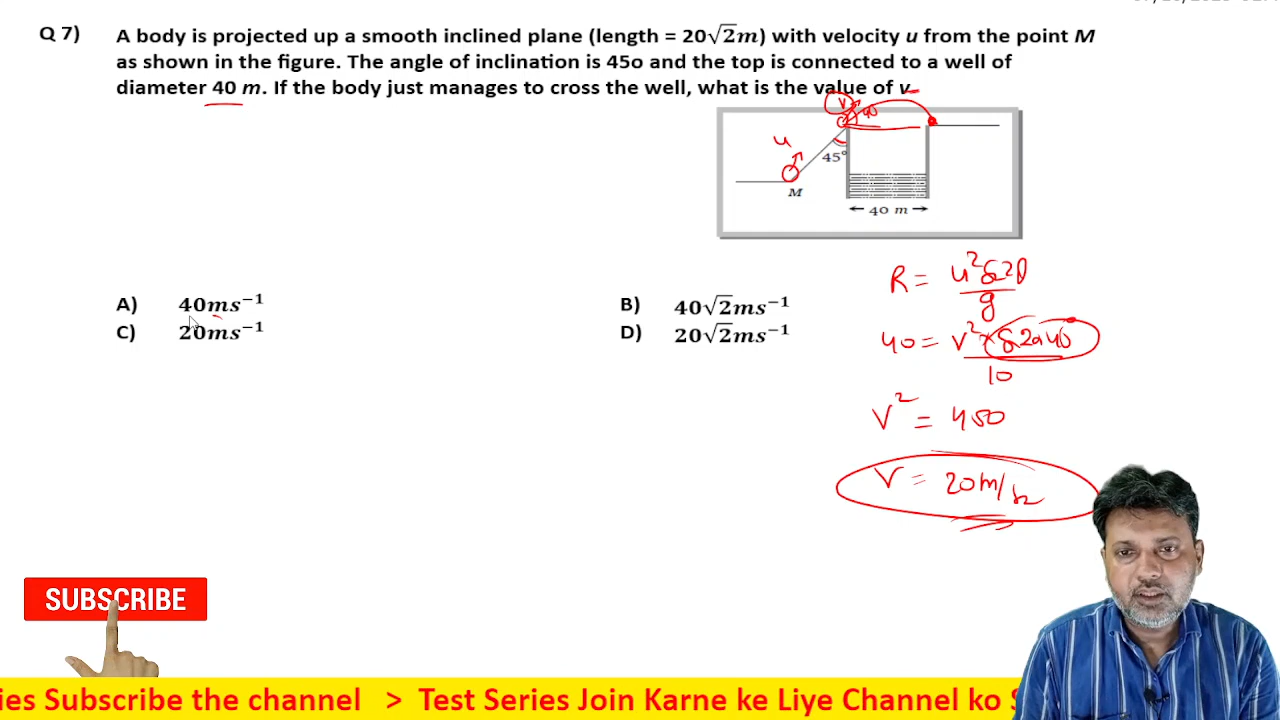 Q 7) A body is projected up a smooth inclined plane (length = 20√2m) with velocity u from the point M
as shown in the figure. The angle of inclination is 45o and the top is connected to a well of
diameter 40 m. If the body just manages to cross the well, what is the value of v
v
40
u
45°
M
40 m
R = u² S2θ / g
40 = v² × S2×40 / 10
A) 40ms⁻¹ B) 40√2ms⁻¹
C) 20ms⁻¹ D) 20√2ms⁻¹
v² = 400
v = 20m/s
SUBSCRIBE
ies Subscribe the channel > Test Series Join Karne ke Liye Channel ko S